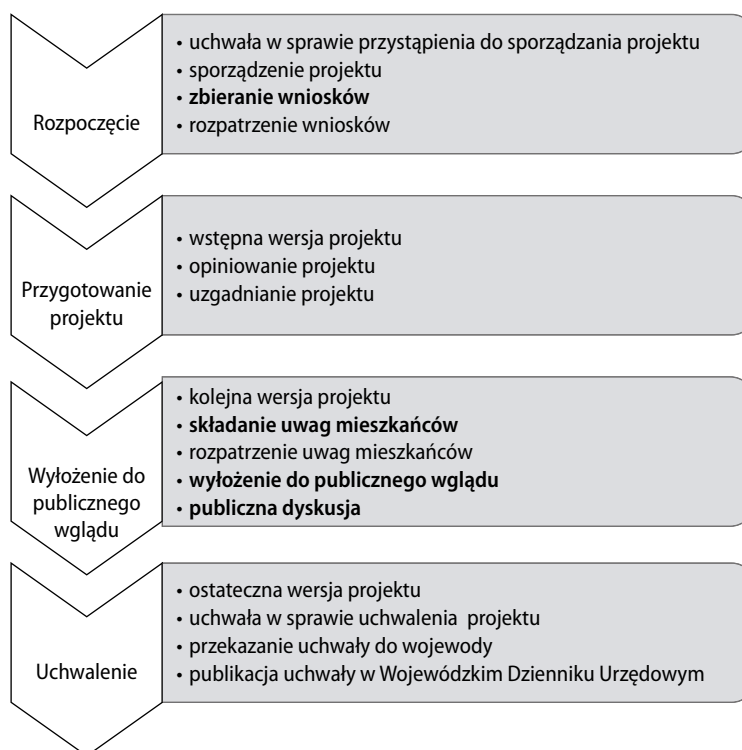 Rozpoczęcie
• uchwała w sprawie przystąpienia do sporządzania projektu
• sporządzenie projektu
• zbieranie wniosków
• rozpatrzenie wniosków
Przygotowanie
projektu
• wstępna wersja projektu
• opiniowanie projektu
• uzgadnianie projektu
Wyłożenie do
publicznego
wglądu
• kolejna wersja projektu
• składanie uwag mieszkańców
• rozpatrzenie uwag mieszkańców
• wyłożenie do publicznego wglądu
• publiczna dyskusja
Uchwalenie
• ostateczna wersja projektu
• uchwała w sprawie uchwalenia projektu
• przekazanie uchwały do wojewody
• publikacja uchwały w Wojewódzkim Dzienniku Urzędowym